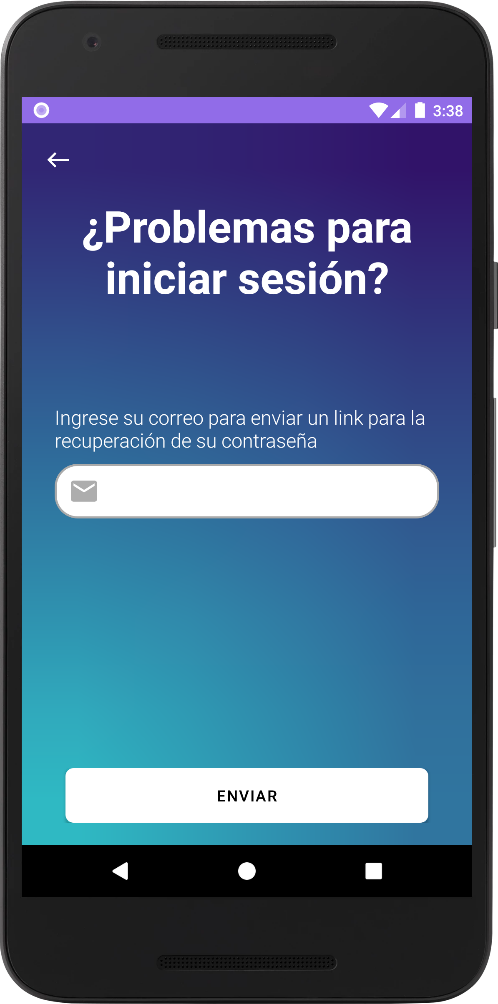 3:38
¿Problemas para
iniciar sesión?
Ingrese su correo para enviar un link para la
recuperación de su contraseña
ENVIAR